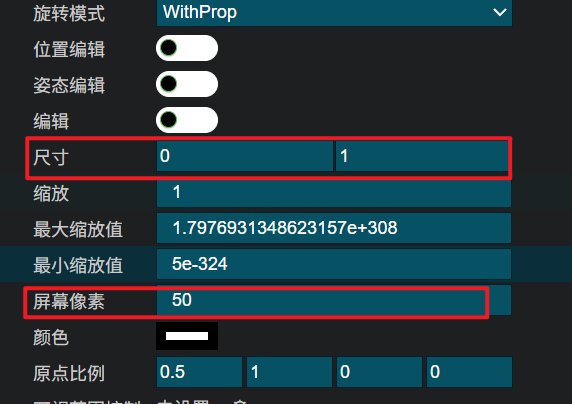 旋转模式 WithProp
位置编辑
姿态编辑
编辑
尺寸 0 1
缩放 1
最大缩放值 1.7976931348623157e+308
最小缩放值 5e-324
屏幕像素 50
颜色
原点比例 0.5 1 0 0